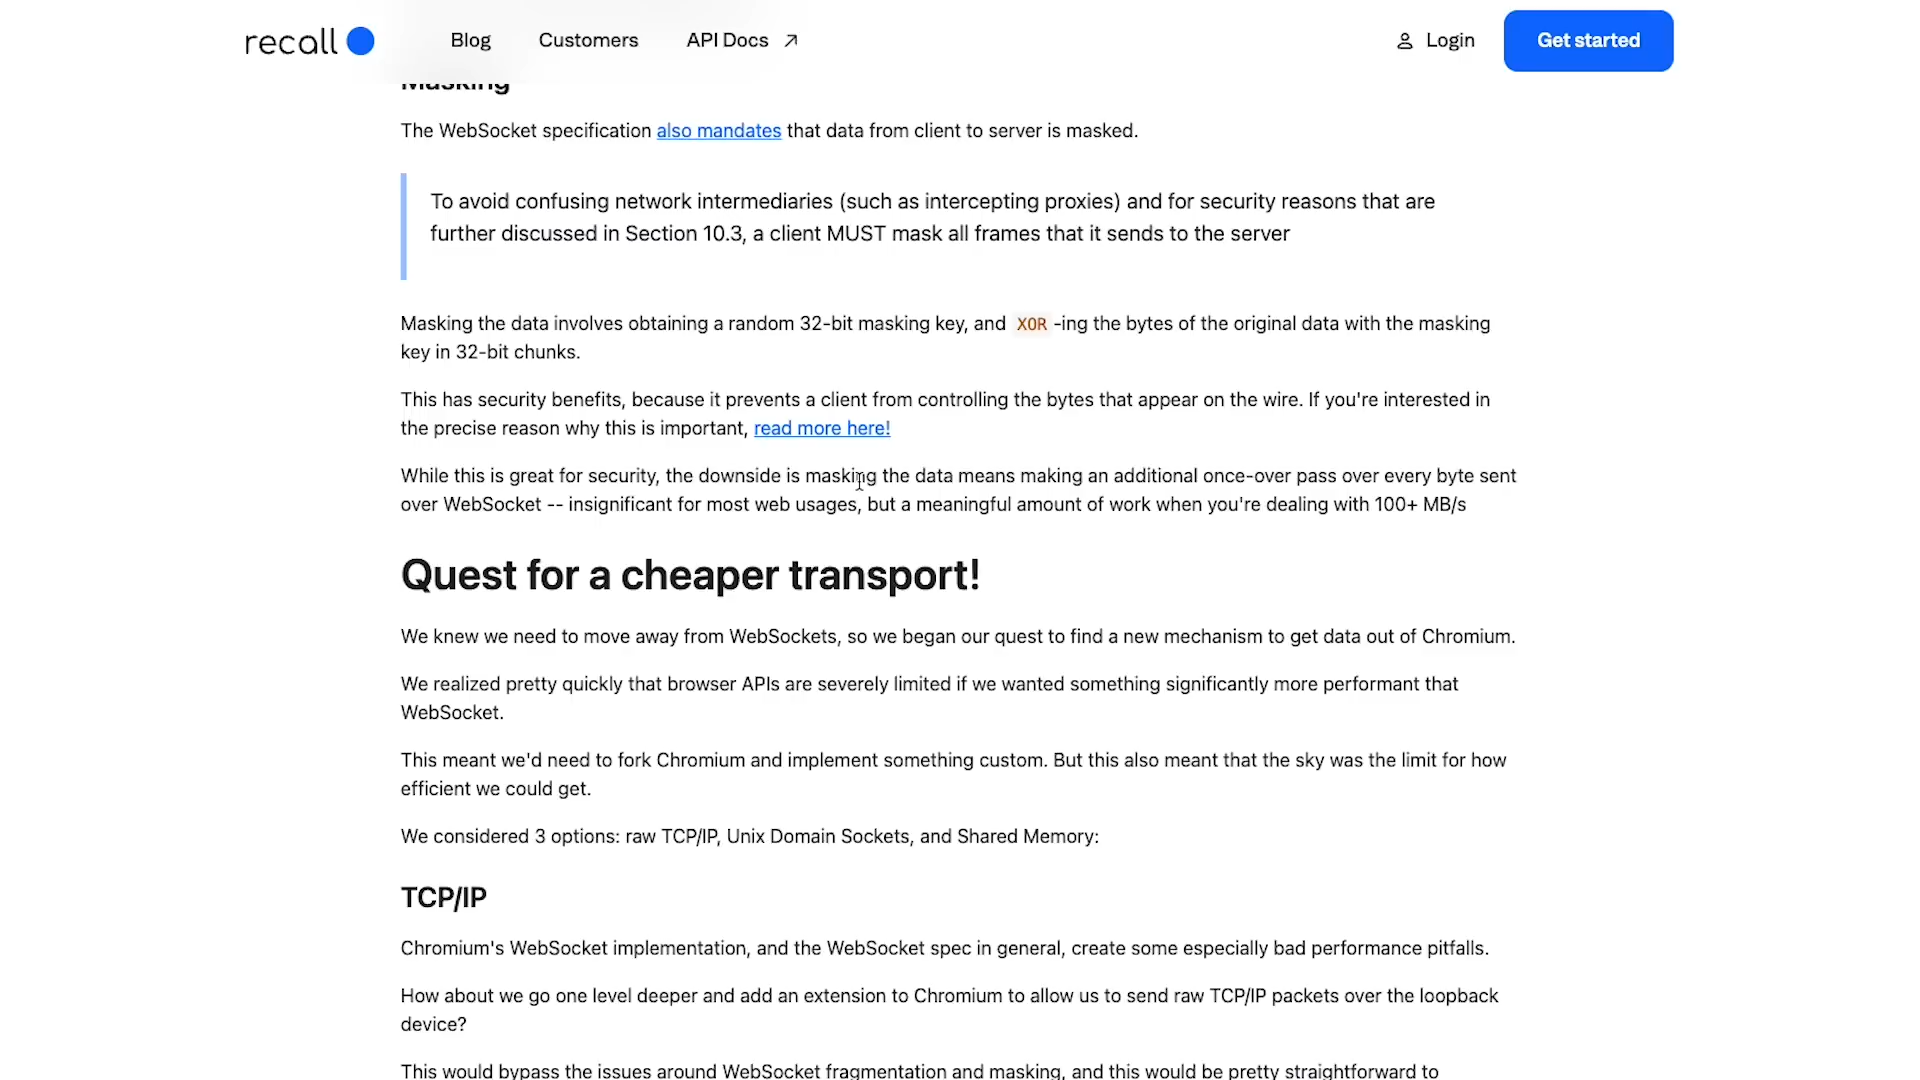 recall
Blog
Customers
API Docs
Login
Get started
Masking
The WebSocket specification also mandates that data from client to server is masked.
To avoid confusing network intermediaries (such as intercepting proxies) and for security reasons that are
further discussed in Section 10.3, a client MUST mask all frames that it sends to the server
Masking the data involves obtaining a random 32-bit masking key, and XOR -ing the bytes of the original data with the masking
key in 32-bit chunks.
This has security benefits, because it prevents a client from controlling the bytes that appear on the wire. If you're interested in
the precise reason why this is important, read more here!
While this is great for security, the downside is masking the data means making an additional once-over pass over every byte sent
over WebSocket -- insignificant for most web usages, but a meaningful amount of work when you're dealing with 100+ MB/s
Quest for a cheaper transport!
We knew we need to move away from WebSockets, so we began our quest to find a new mechanism to get data out of Chromium.
We realized pretty quickly that browser APIs are severely limited if we wanted something significantly more performant that
WebSocket.
This meant we'd need to fork Chromium and implement something custom. But this also meant that the sky was the limit for how
efficient we could get.
We considered 3 options: raw TCP/IP, Unix Domain Sockets, and Shared Memory:
TCP/IP
Chromium's WebSocket implementation, and the WebSocket spec in general, create some especially bad performance pitfalls.
How about we go one level deeper and add an extension to Chromium to allow us to send raw TCP/IP packets over the loopback
device?
This would bypass the issues around WebSocket fragmentation and masking, and this would be pretty straightforward to